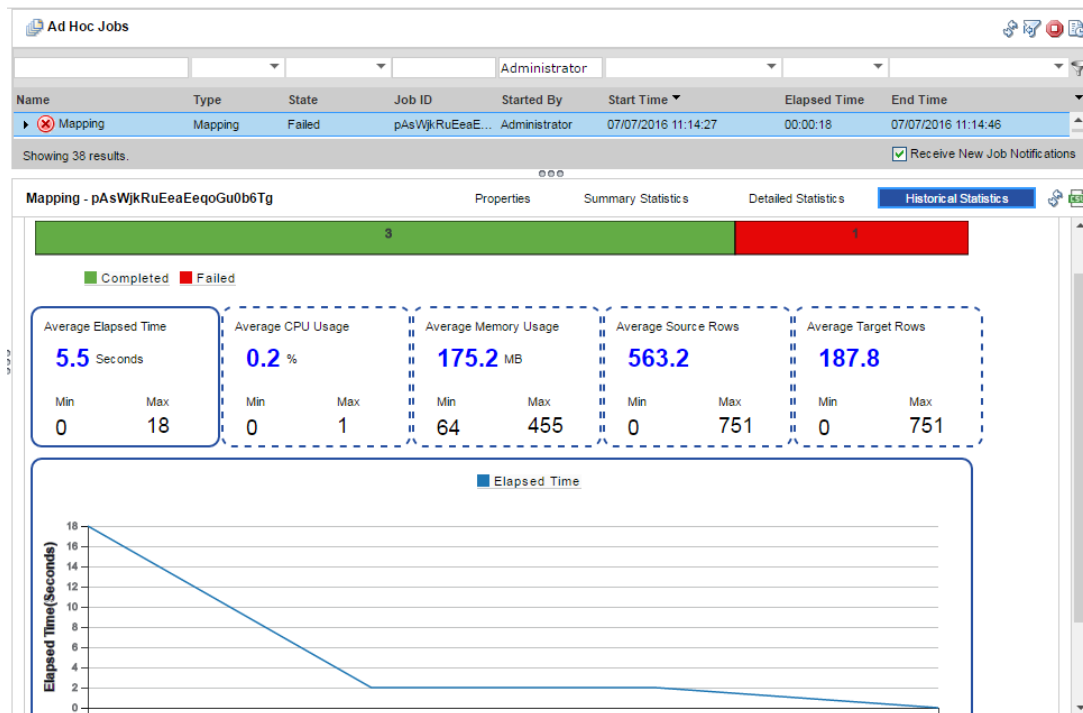 Ad Hoc Jobs
Administrator
Name Type State Job ID Started By Start Time Elapsed Time End Time
Mapping Mapping Failed pAsWjkRuEeaE... Administrator 07/07/2016 11:14:27 00:00:18 07/07/2016 11:14:46
Showing 38 results. Receive New Job Notifications
Mapping - pAsWjkRuEeaEeqoGu0b6Tg Properties Summary Statistics Detailed Statistics Historical Statistics
3 1
Completed Failed
Average Elapsed Time Average CPU Usage Average Memory Usage Average Source Rows Average Target Rows
5.5 Seconds 0.2 % 175.2 MB 563.2 187.8
Min Max Min Max Min Max Min Max Min Max
0 18 0 1 64 455 0 751 0 751
Elapsed Time
Elapsed Time(Seconds)
18
16
14
12
10
8
6
4
2
0